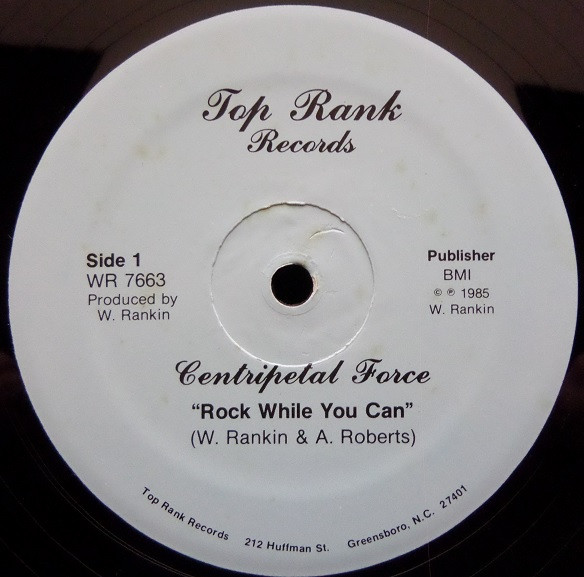 Top Rank
Records
Side 1
WR 7663
Produced by
W. Rankin
Publisher
BMI
© ℗ 1985
W. Rankin
Centripetal Force
"Rock While You Can"
(W. Rankin & A. Roberts)
Top Rank Records 212 Huffman St. Greensboro, N.C. 27401